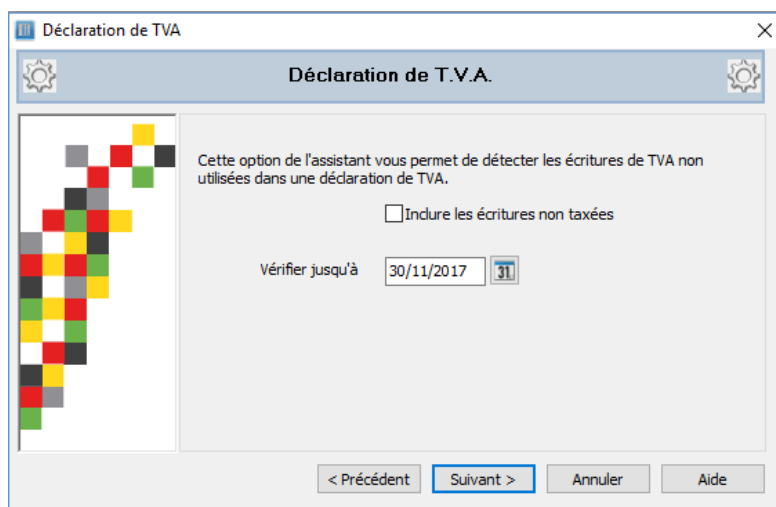 Déclaration de TVA
Déclaration de T.V.A.
Cette option de l'assistant vous permet de détecter les écritures de TVA non
utilisées dans une déclaration de TVA.
Inclure les écritures non taxées
Vérifier jusqu'à 30/11/2017 31
< Précédent Suivant > Annuler Aide